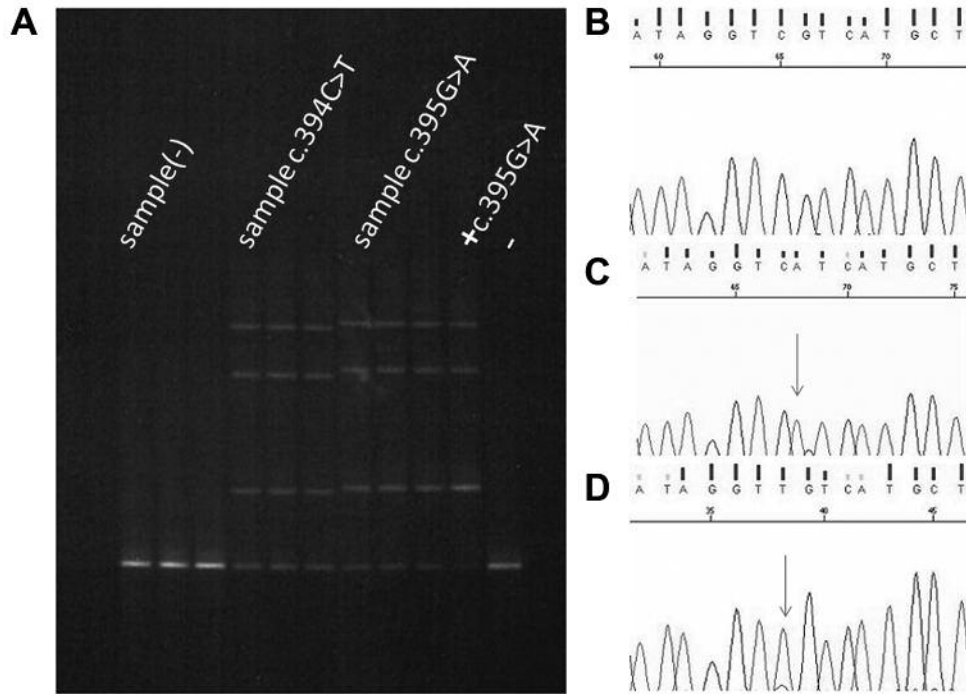 A
sample(-)
sample c.394C>T
sample c.395G>A
+c.395G>A
-
B
A T A G G T C G T C A T G C T
60 65 70
C
A T A G G T C A T C A T G C T
65 70 75
D
A T A G G T T G T C A T G C T
35 40 45